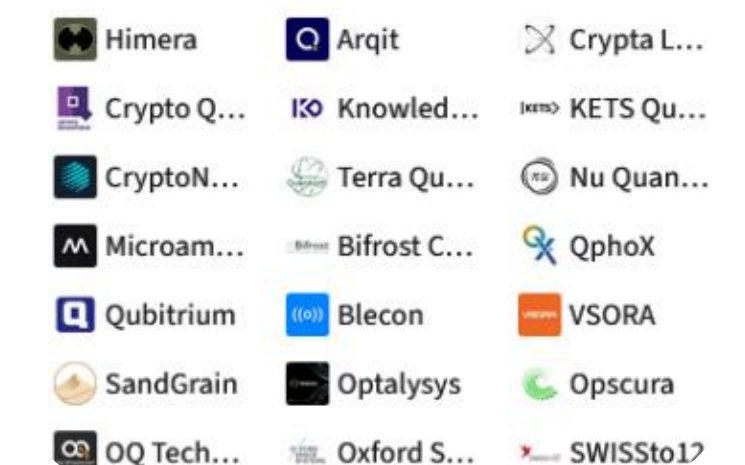 Himera Arqit Crypta L...
Crypto Q... Knowled... KETS Qu...
CryptoN... Terra Qu... Nu Quan...
Microam... Bifrost C... QphoX
Qubitrium Blecon VSORA
SandGrain Optalysys Opscura
OQ Tech... Oxford S... SWISSto12